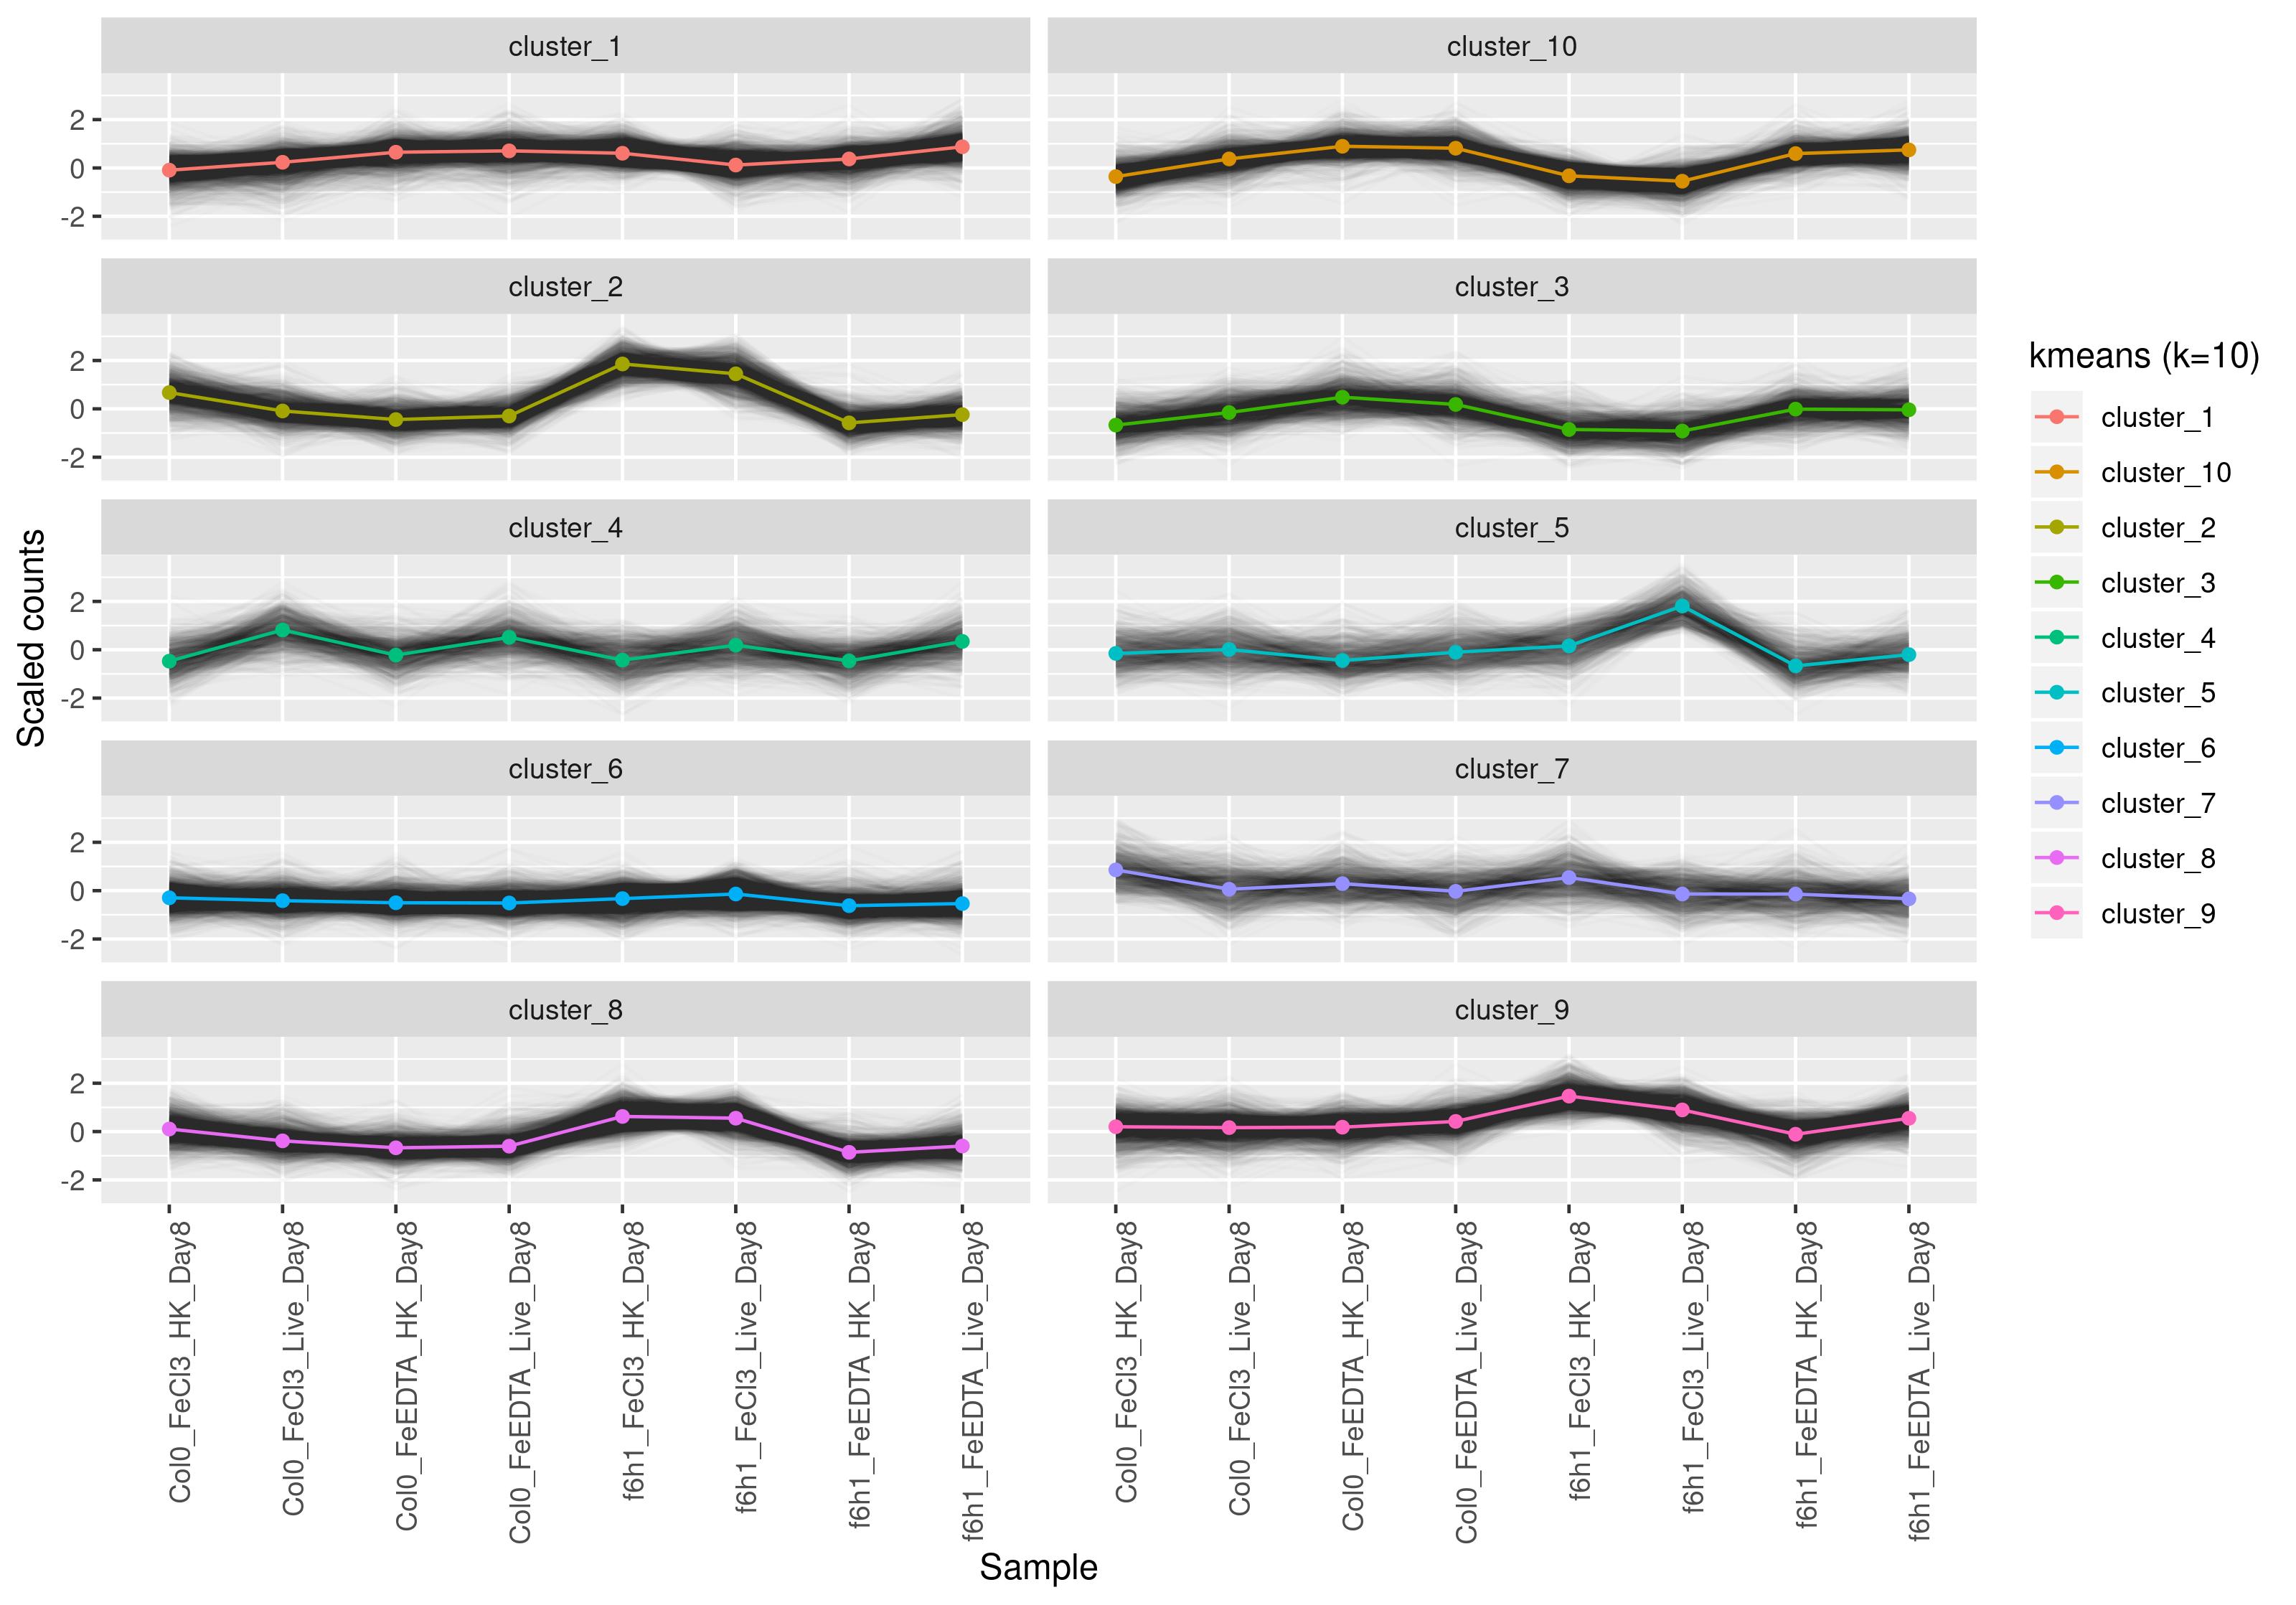 cluster_1
cluster_10
2
0
-2
cluster_2
cluster_3
2
0
-2
cluster_4
cluster_5
2
0
-2
cluster_6
cluster_7
2
0
-2
cluster_8
cluster_9
2
0
-2
Scaled counts
Col0_FeCl3_HK_Day8
Col0_FeCl3_Live_Day8
Col0_FeEDTA_HK_Day8
Col0_FeEDTA_Live_Day8
f6h1_FeCl3_HK_Day8
f6h1_FeCl3_Live_Day8
f6h1_FeEDTA_HK_Day8
f6h1_FeEDTA_Live_Day8
Col0_FeCl3_HK_Day8
Col0_FeCl3_Live_Day8
Col0_FeEDTA_HK_Day8
Col0_FeEDTA_Live_Day8
f6h1_FeCl3_HK_Day8
f6h1_FeCl3_Live_Day8
f6h1_FeEDTA_HK_Day8
f6h1_FeEDTA_Live_Day8
Sample
kmeans (k=10)
cluster_1
cluster_10
cluster_2
cluster_3
cluster_4
cluster_5
cluster_6
cluster_7
cluster_8
cluster_9